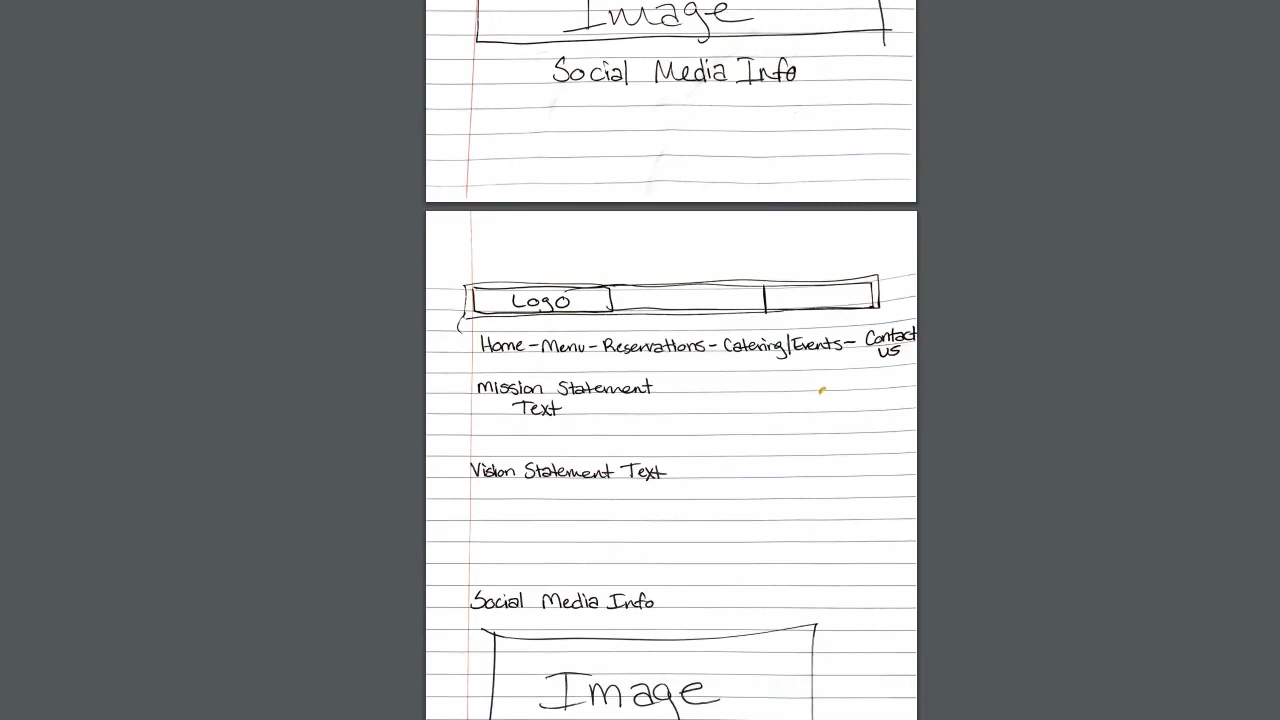 Image
Social Media Info
Logo
Home - Menu - Reservations - Catering/Events - Contact us
Mission Statement
Text
Vision Statement Text
Social Media Info
Image